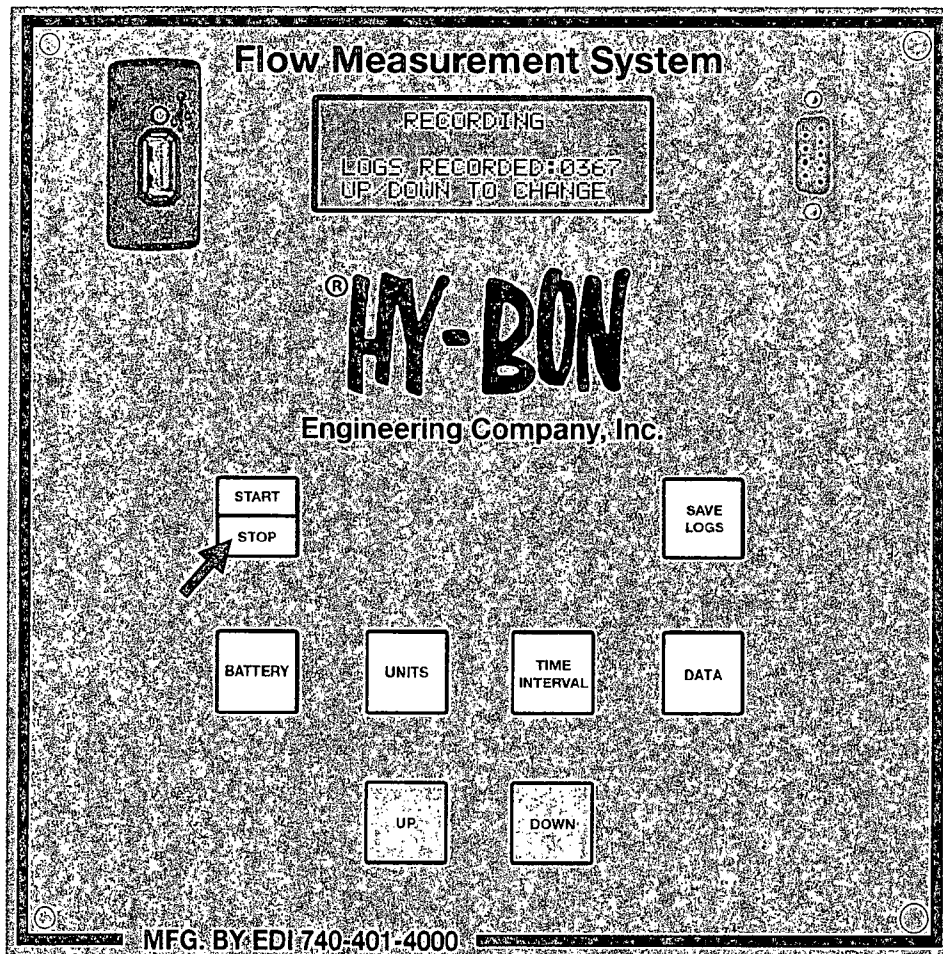 Flow Measurement System
RECORDING
LOGS RECORDED:0367
UP/DOWN TO CHANGE
® HY-BON
Engineering Company, Inc.
START
STOP
SAVE
LOGS
BATTERY
UNITS
TIME
INTERVAL
DATA
UP
DOWN
MFG. BY EDI 740-401-4000